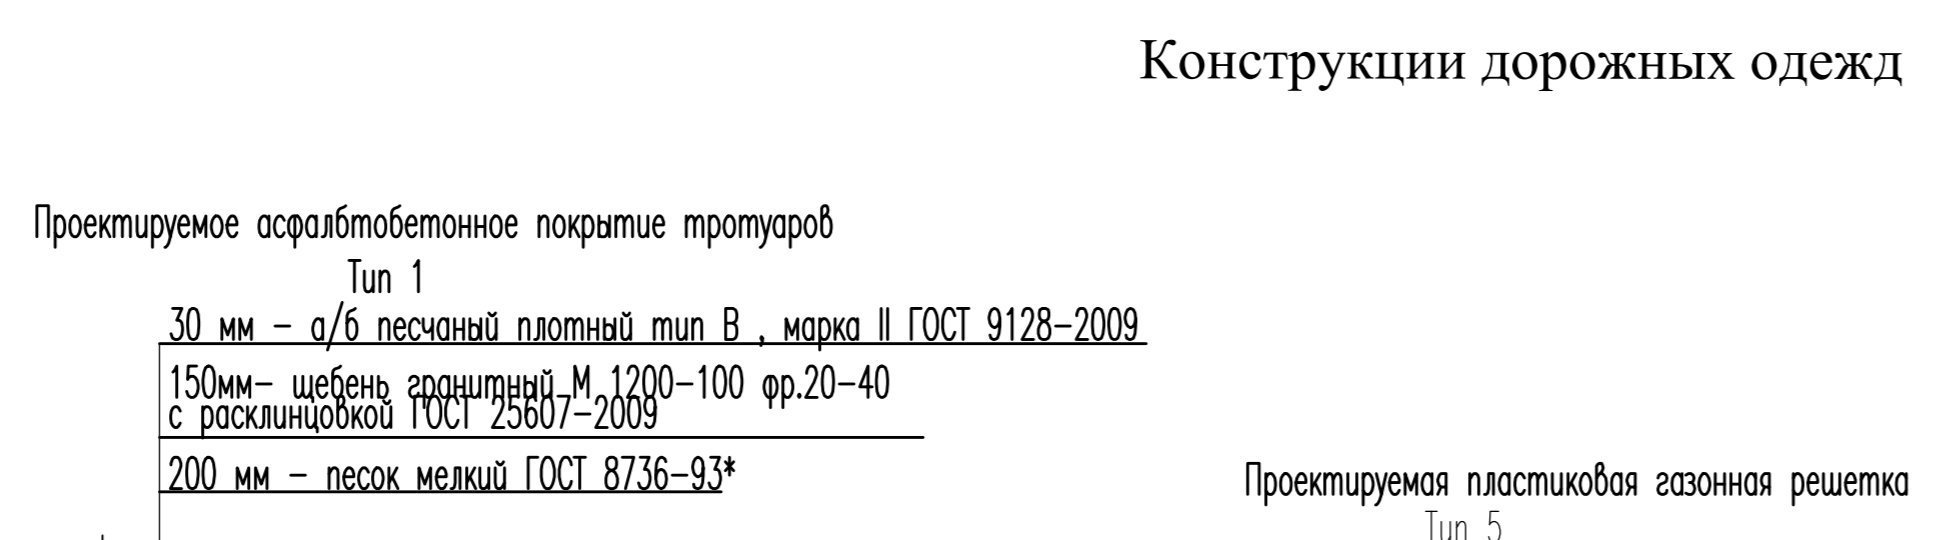 Конструкции дорожных одежд
Проектируемое асфалбтобетонное покрытие тротуаров
Тип 1
30 мм – а/б песчаный плотный тип В , марка II ГОСТ 9128–2009
150мм– щебень гранитный М 1200–100 фр.20–40
с расклинцовкой ГОСТ 25607–2009
200 мм – песок мелкий ГОСТ 8736–93*
Проектируемая пластиковая газонная решетка
Тип 5